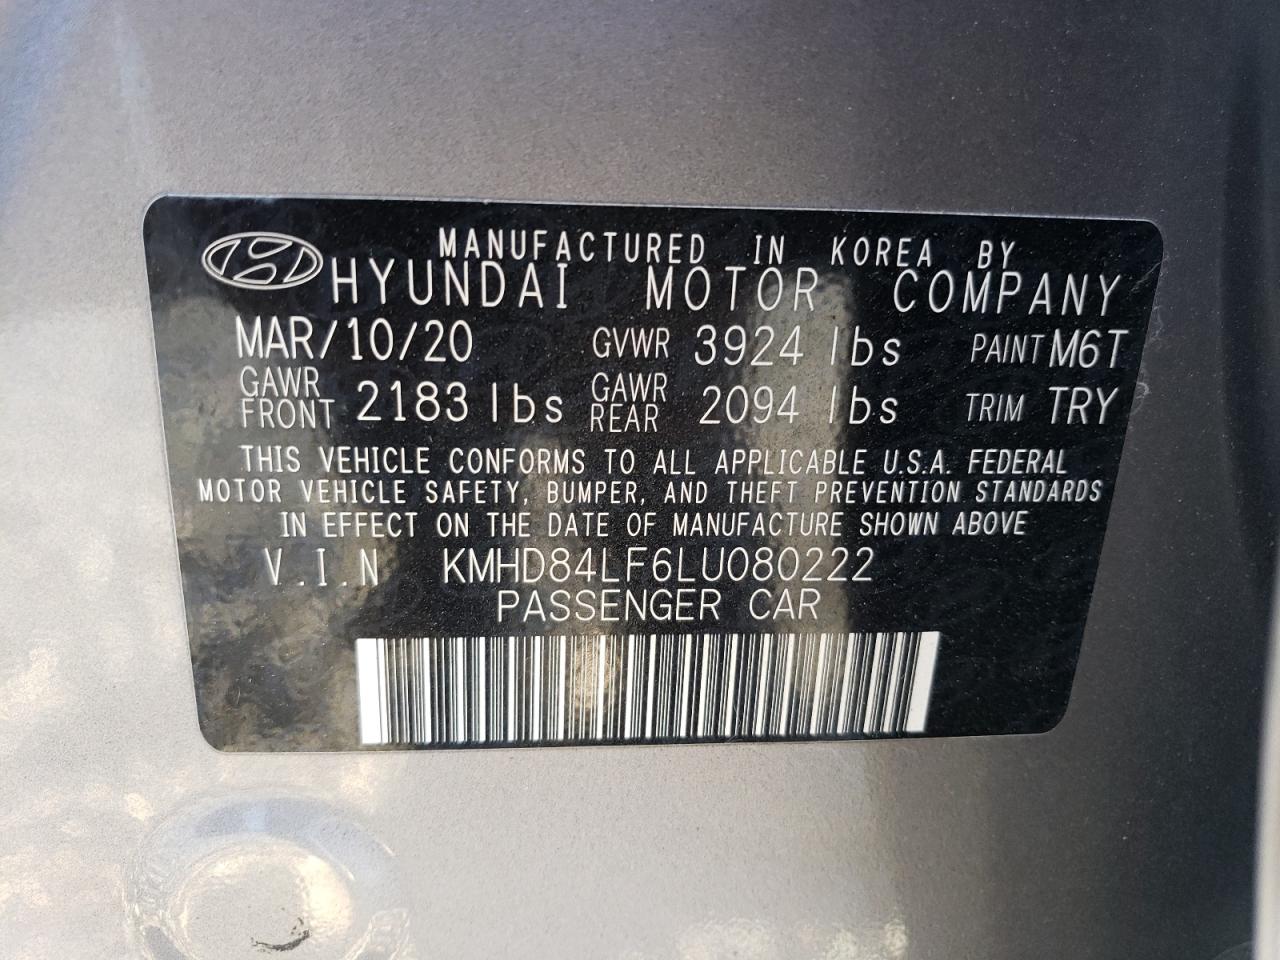 MANUFACTURED IN KOREA BY
HYUNDAI MOTOR COMPANY
MAR/10/20 GVWR 3924 lbs PAINT M6T
GAWR FRONT 2183 lbs GAWR REAR 2094 lbs TRIM TRY
THIS VEHICLE CONFORMS TO ALL APPLICABLE U.S.A. FEDERAL
MOTOR VEHICLE SAFETY, BUMPER, AND THEFT PREVENTION STANDARDS
IN EFFECT ON THE DATE OF MANUFACTURE SHOWN ABOVE
V.I.N KMHD84LF6LU080222
PASSENGER CAR